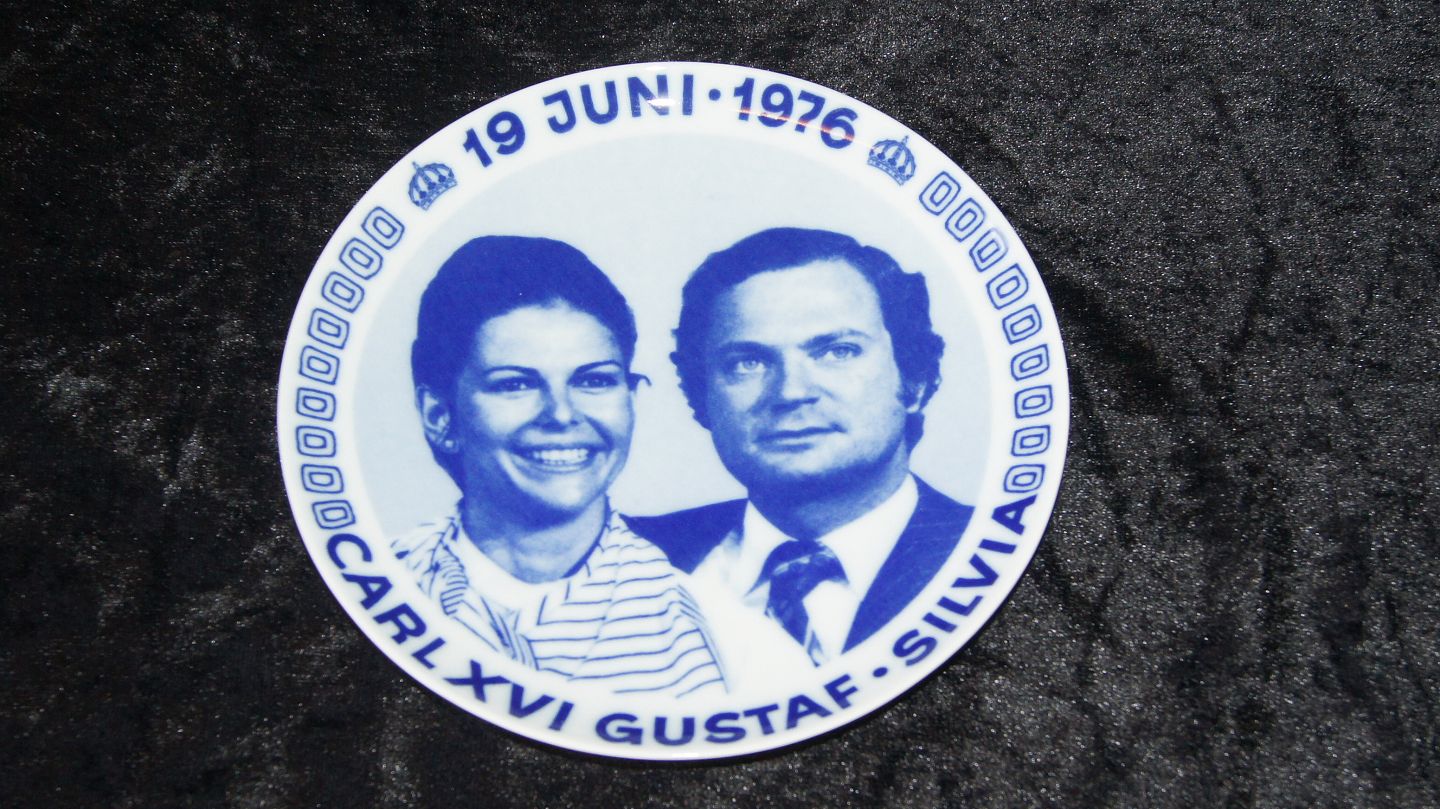 19 JUNI · 1976
CARL XVI GUSTAF · SILVIA